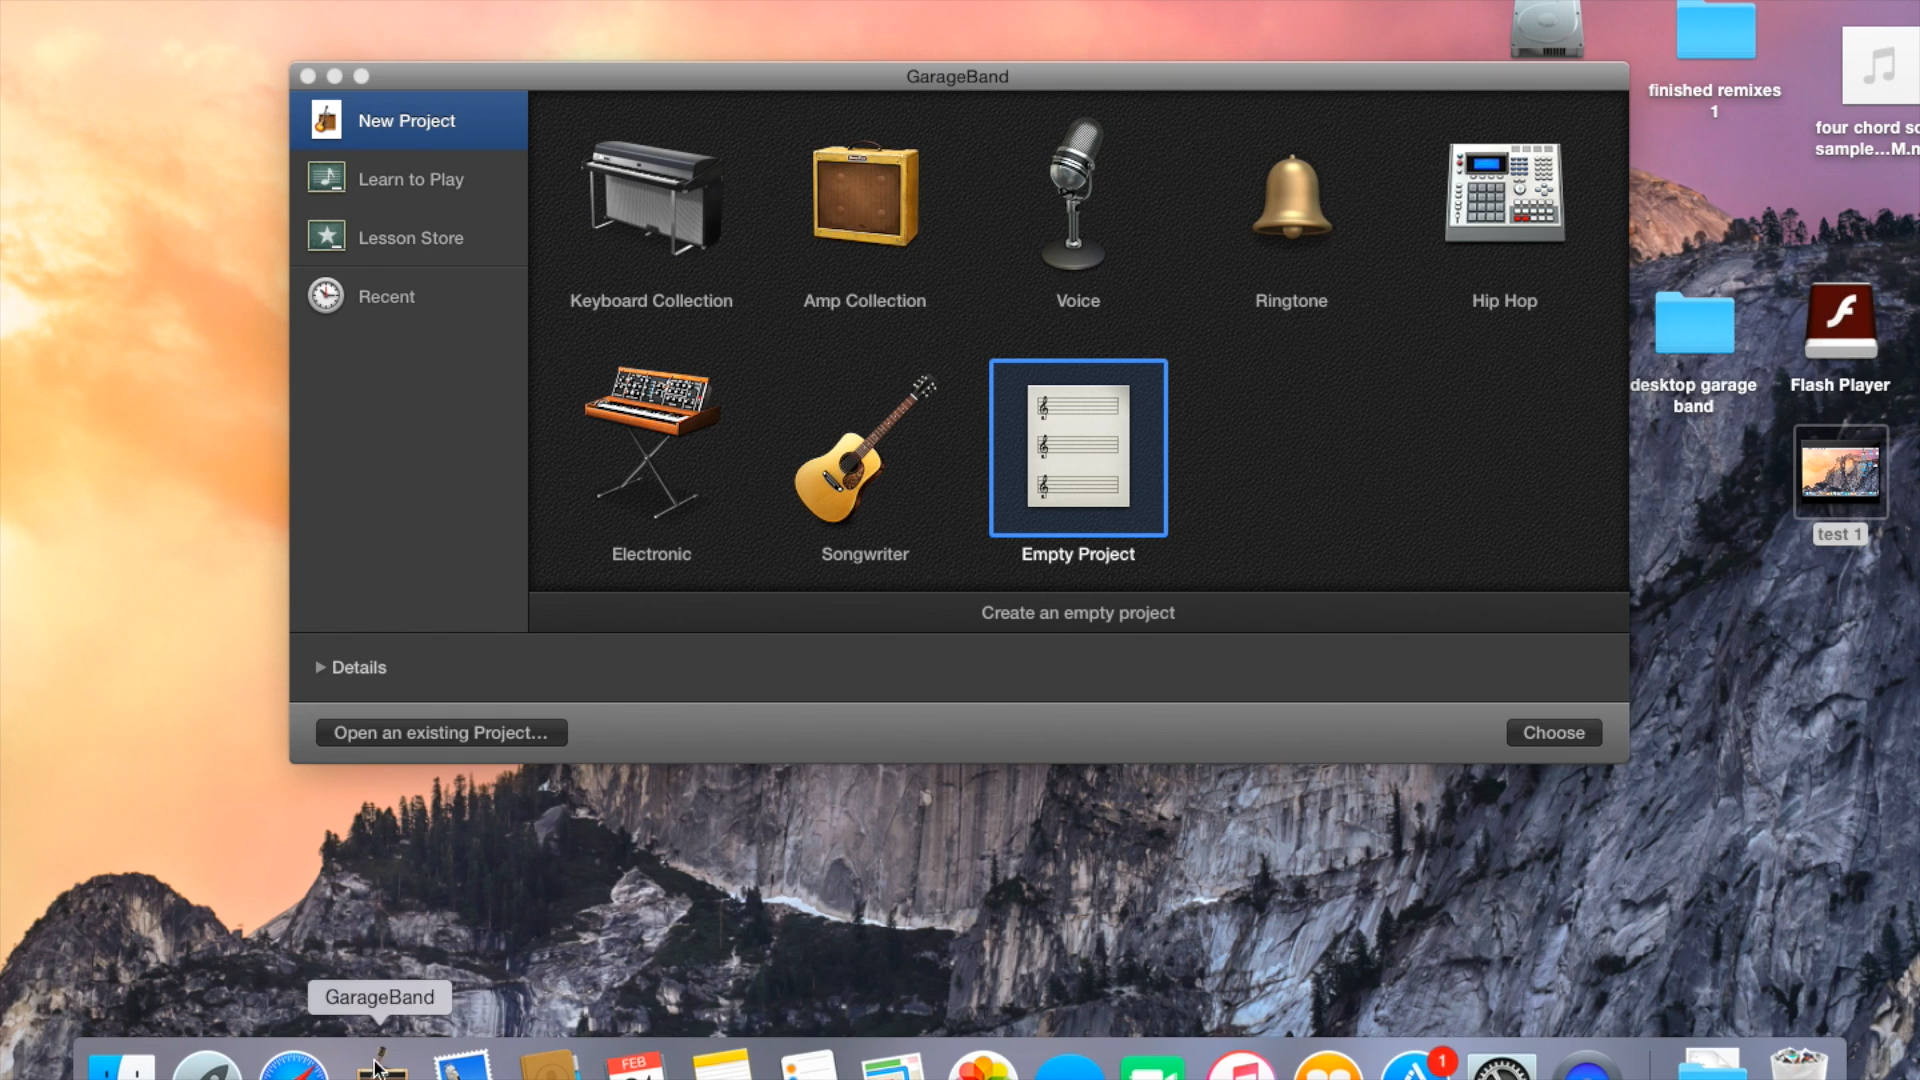 GarageBand
New Project
Learn to Play
Lesson Store
Recent
Keyboard Collection
Amp Collection
Voice
Ringtone
Hip Hop
Electronic
Songwriter
Empty Project
Create an empty project
Details
Open an existing Project...
Choose
finished remixes
1
four chord so
sample...M.m
desktop garage
band
Flash Player
test 1
GarageBand
FEB
1